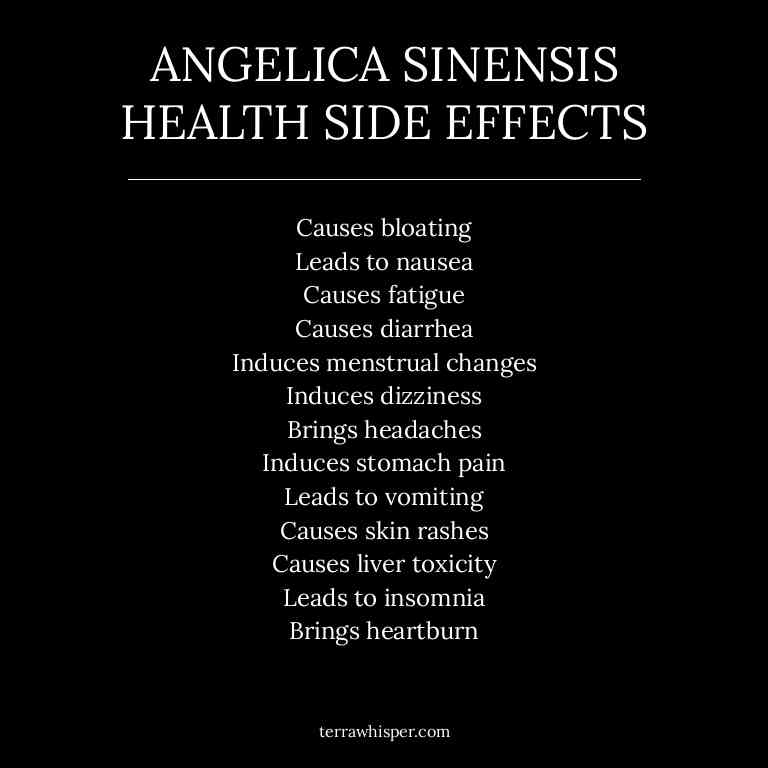 ANGELICA SINENSIS
HEALTH SIDE EFFECTS
Causes bloating
Leads to nausea
Causes fatigue
Causes diarrhea
Induces menstrual changes
Induces dizziness
Brings headaches
Induces stomach pain
Leads to vomiting
Causes skin rashes
Causes liver toxicity
Leads to insomnia
Brings heartburn
terrawhisper.com